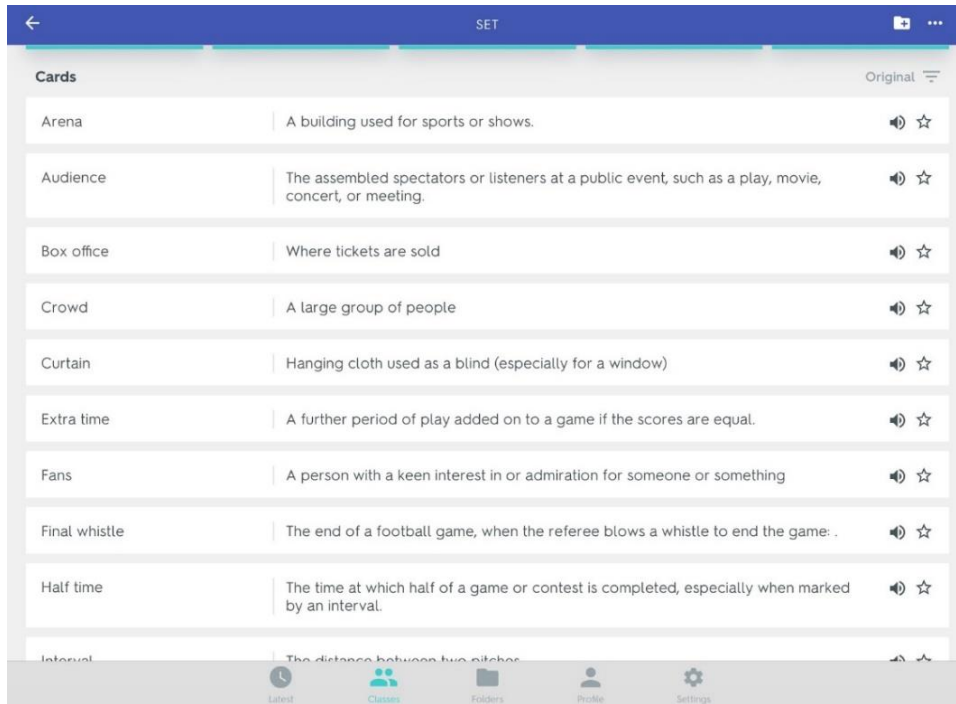 SET
Cards
Original
Arena
A building used for sports or shows.
Audience
The assembled spectators or listeners at a public event, such as a play, movie,
concert, or meeting.
Box office
Where tickets are sold
Crowd
A large group of people
Curtain
Hanging cloth used as a blind (especially for a window)
Extra time
A further period of play added on to a game if the scores are equal.
Fans
A person with a keen interest in or admiration for someone or something
Final whistle
The end of a football game, when the referee blows a whistle to end the game: .
Half time
The time at which half of a game or contest is completed, especially when marked
by an interval.
Interval
The distance between two pitches
Latest
Classes
Folders
Profile
Settings